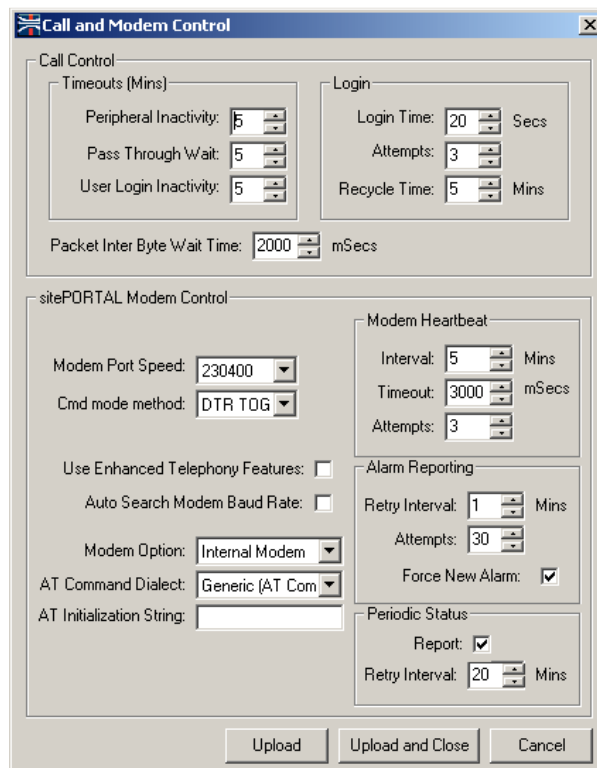 Call and Modem Control
Call Control
Timeouts (Mins)
Peripheral Inactivity: 5
Pass Through Wait: 5
User Login Inactivity: 5
Login
Login Time: 20 Secs
Attempts: 3
Recycle Time: 5 Mins
Packet Inter Byte Wait Time: 2000 mSecs
sitePORTAL Modem Control
Modem Port Speed: 230400
Cmd mode method: DTR TOG
Use Enhanced Telephony Features:
Auto Search Modem Baud Rate:
Modem Option: Internal Modem
AT Command Dialect: Generic (AT Com
AT Initialization String:
Modem Heartbeat
Interval: 5 Mins
Timeout: 3000 mSecs
Attempts: 3
Alarm Reporting
Retry Interval: 1 Mins
Attempts: 30
Force New Alarm:
Periodic Status
Report:
Retry Interval: 20 Mins
Upload
Upload and Close
Cancel